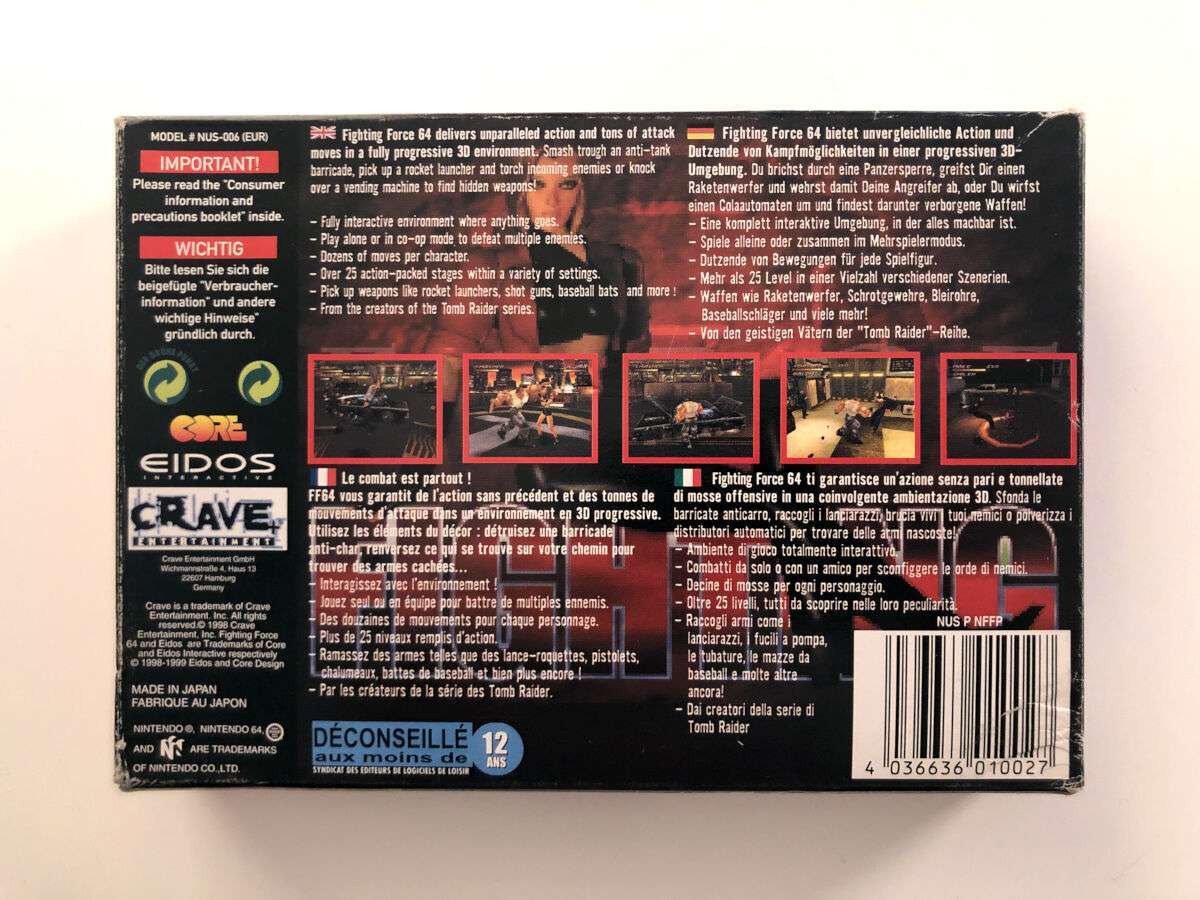 MODEL # NUS-006 (EUR)
IMPORTANT!
Please read the "Consumer
information and
precautions booklet" inside.
WICHTIG
Bitte lesen Sie sich die
beigefügte "Verbraucher-
information" und andere
wichtige Hinweise"
gründlich durch.
CORE
EIDOS
INTERACTIVE
CRAVE
ENTERTAINMENT
Crave Entertainment GmbH
Wichmannstraße 4. Haus 13
22607 Hamburg
Germany
Crave is a trademark of Crave
Entertainment. Inc. All rights
reserved.© 1998 Crave
Entertainment, Inc. Fighting Force
64 and Eidos are Trademarks of Core
and Eidos Interactive respectively
© 1998-1999 Eidos and Core Design
MADE IN JAPAN
FABRIQUE AU JAPON
NINTENDO ®, NINTENDO 64,
AND ARE TRADEMARKS
OF NINTENDO CO.,LTD.
Fighting Force 64 delivers unparalleled action and tons of attack
moves in a fully progressive 3D environment. Smash trough an anti-tank
barricade, pick up a rocket launcher and torch incoming enemies or knock
over a vending machine to find hidden weapons!
- Fully interactive environment where anything goes.
- Play alone or in co-op mode to defeat multiple enemies.
- Dozens of moves per character.
- Over 25 action-packed stages within a variety of settings.
- Pick up weapons like rocket launchers, shot guns, baseball bats and more !
- From the creators of the Tomb Raider series.
Fighting Force 64 bietet unvergleichliche Action und
Dutzende von Kampfmöglichkeiten in einer progressiven 3D-
Umgebung. Du brichst durch eine Panzersperre, greifst Dir einen
Raketenwerfer und wehrst damit Deine Angreifer ab, oder Du wirfst
einen Colaautomaten um und findest darunter verborgene Waffen!
- Eine komplett interaktive Umgebung, in der alles machbar ist.
- Spiele alleine oder zusammen im Mehrspielermodus.
- Dutzende von Bewegungen für jede Spielfigur.
- Mehr als 25 Level in einer Vielzahl verschiedener Szenerien.
- Waffen wie Raketenwerfer, Schrotgewehre, Bleirohre,
Baseballschläger und viele mehr!
- Von den geistigen Vätern der "Tomb Raider"-Reihe.
Le combat est partout !
FF64 vous garantit de l'action sans précédent et des tonnes de
mouvements d'attaque dans un environnement en 3D progressive.
Utilisez les éléments du décor : détruisez une barricade
anti-char, renversez ce qui se trouve sur votre chemin pour
trouver des armes cachées...
- Interagissez avec l'environnement !
- Jouez seul ou en équipe pour battre de multiples ennemis.
- Des douzaines de mouvements pour chaque personnage.
- Plus de 25 niveaux remplis d'action.
- Ramassez des armes telles que des lance-roquettes, pistolets,
chalumeaux, battes de baseball et bien plus encore !
- Par les créateurs de la série des Tomb Raider.
DÉCONSEILLÉ
aux moins de
12
ANS
SYNDICAT DES EDITEURS DE LOGICIELS DE LOISIR
Fighting Force 64 ti garantisce un'azione senza pari e tonnellate
di mosse offensive in una coinvolgente ambientazione 3D. Sfonda le
barricate anticarro, raccogli i lanciarazzi, brucia vivi i tuoi nemici o polverizza i
distributori automatici per trovare delle armi nascoste!
- Ambiente di gioco totalmente interattivo.
- Combatti da solo o con un amico per sconfiggere le orde di nemici.
- Decine di mosse per ogni personaggio.
- Oltre 25 livelli, tutti da scoprire nelle loro peculiarità.
- Raccogli armi come i
lanciarazzi, i fucili a pompa,
le tubature, le mazze da
baseball e molte altre
ancora!
- Dai creatori della serie di
Tomb Raider
NUS P NFFP
4 036636 010027